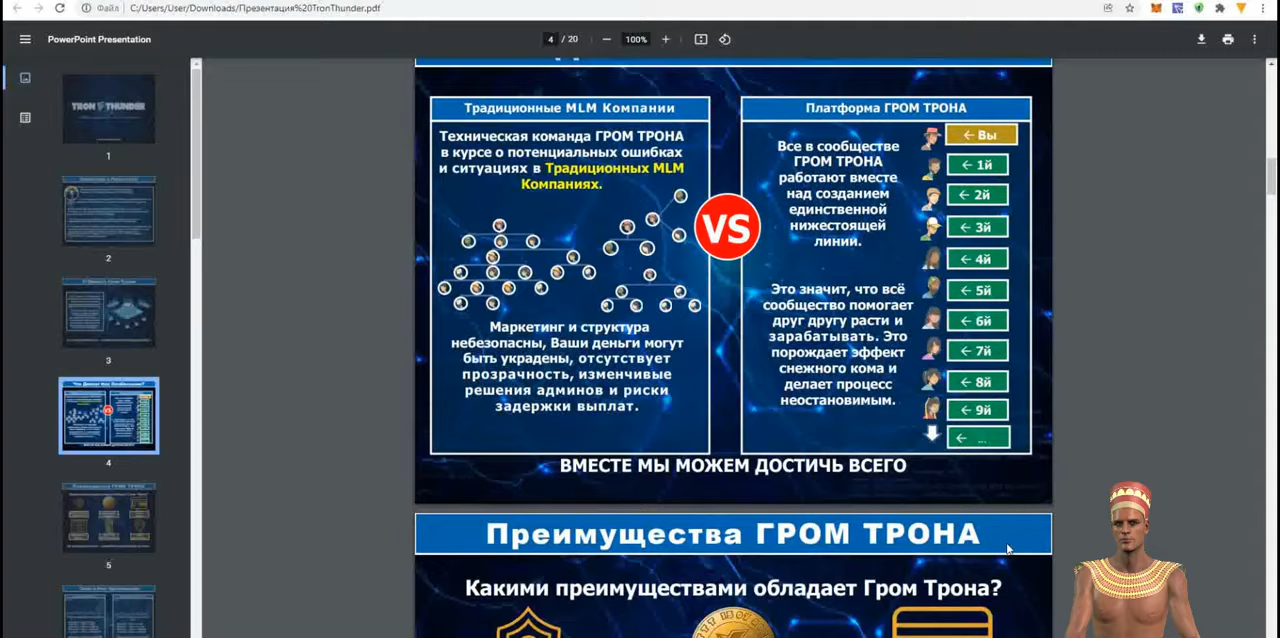 Файл
C:/Users/User/Downloads/Презентация%20TronThunder.pdf
PowerPoint Presentation
4 / 20
100%
TRON THUNDER
1
2
3
4
5
Традиционные MLM Компании
Техническая команда ГРОМ ТРОНА
в курсе о потенциальных ошибках
и ситуациях в Традиционных MLM
Компаниях.
Маркетинг и структура
небезопасны, Ваши деньги могут
быть украдены, отсутствует
прозрачность, изменчивые
решения админов и риски
задержки выплат.
VS
Платформа ГРОМ ТРОНА
Все в сообществе
ГРОМ ТРОНА
работают вместе
над созданием
единственной
нижестоящей
линии.
Это значит, что всё
сообщество помогает
друг другу расти и
зарабатывать. Это
порождает эффект
снежного кома и
делает процесс
неостановимым.
← Вы
← 1й
← 2й
← 3й
← 4й
← 5й
← 6й
← 7й
← 8й
← 9й
← ...
ВМЕСТЕ МЫ МОЖЕМ ДОСТИЧЬ ВСЕГО
Преимущества ГРОМ ТРОНА
Какими преимуществами обладает Гром Трона?